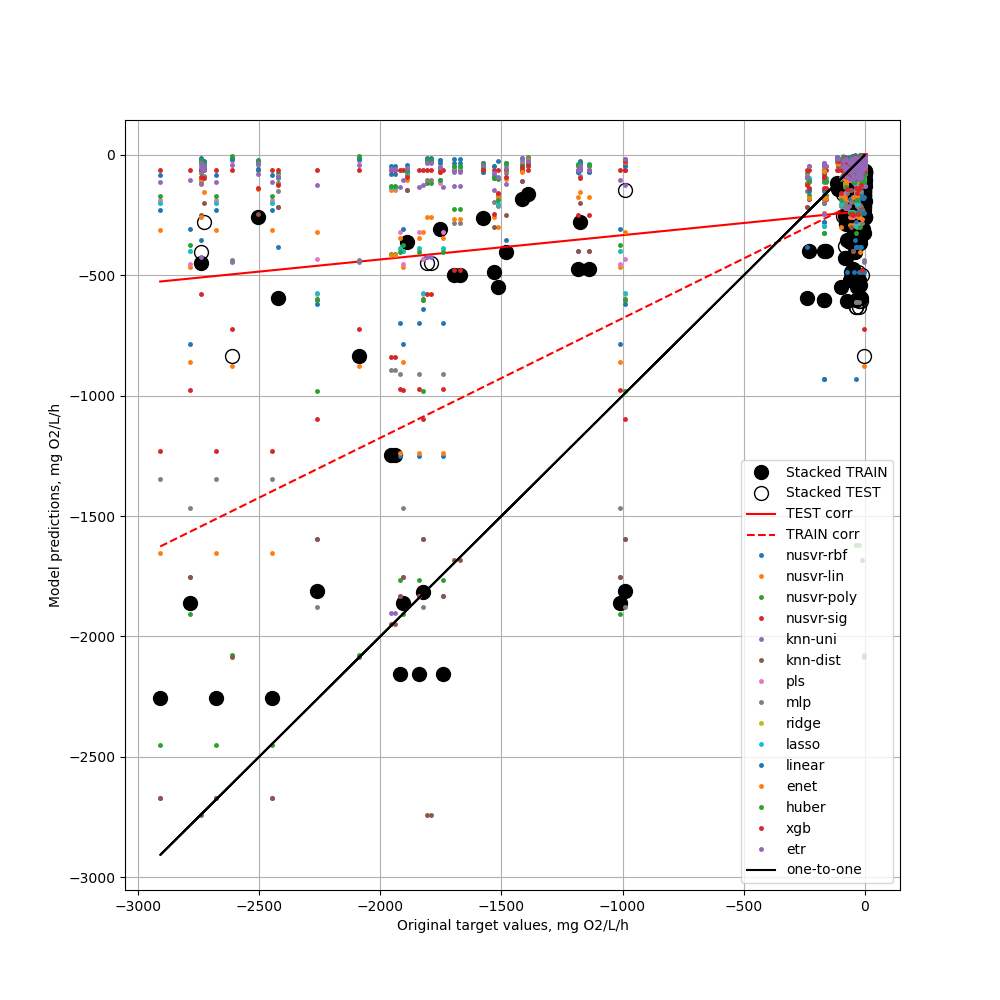 0
−500
−1000
−1500
−2000
−2500
−3000
Model predictions, mg O2/L/h
−3000
−2500
−2000
−1500
−1000
−500
0
Original target values, mg O2/L/h
Stacked TRAIN
Stacked TEST
TEST corr
TRAIN corr
nusvr-rbf
nusvr-lin
nusvr-poly
nusvr-sig
knn-uni
knn-dist
pls
mlp
ridge
lasso
linear
enet
huber
xgb
etr
one-to-one